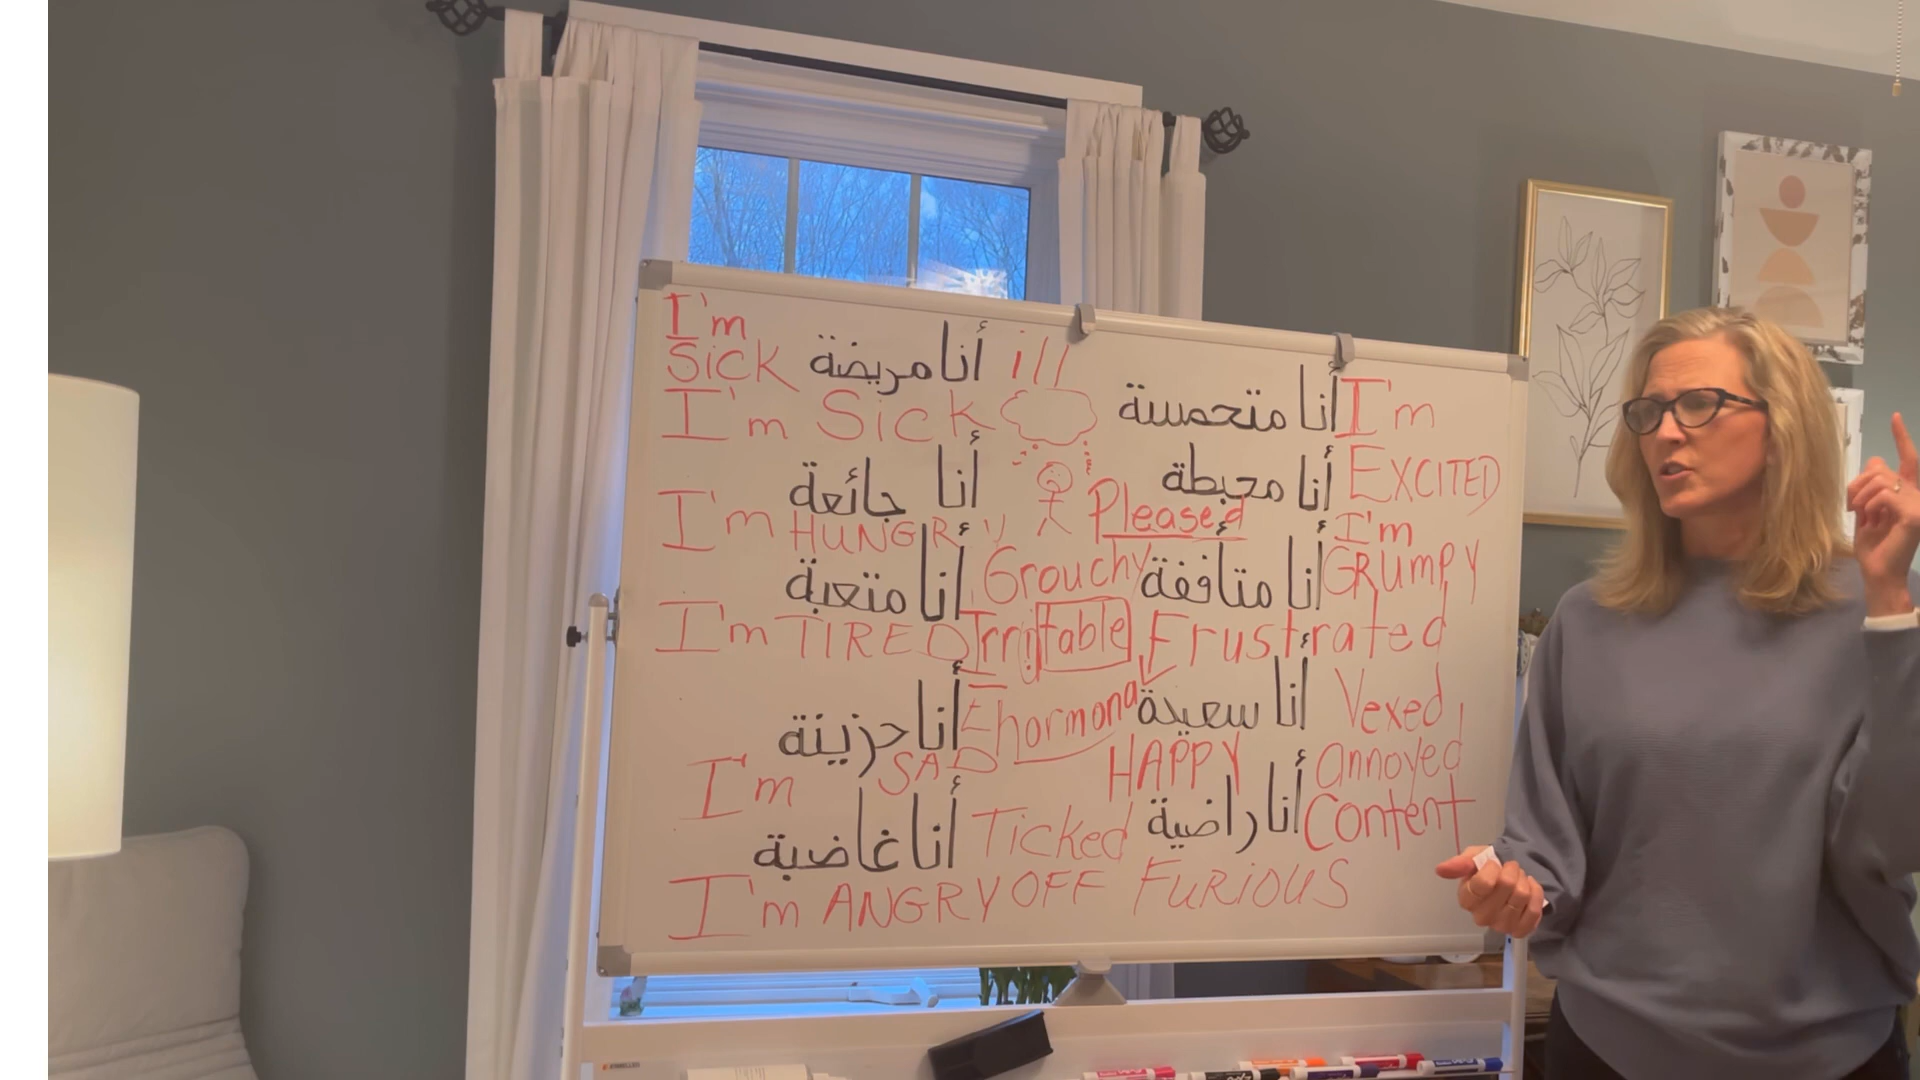 I'm
Sick أنا مريضة ill
I'm Sick
أنا جائعة
I'm HUNGRY
أنا متعبة
I'm TIRED
أنا حزينة
I'm SAD
أنا غاضبة
I'm ANGRY
أنا متحمسة I'm
EXCITED
أنا محبطة
Pleased
I'm
GRUMPY
Grouchy أنا متأففة
Irritable Frustrated
hormonal
أنا سعيدة Vexed
HAPPY annoyed
أنا راضية Content
Ticked
OFF FURIOUS